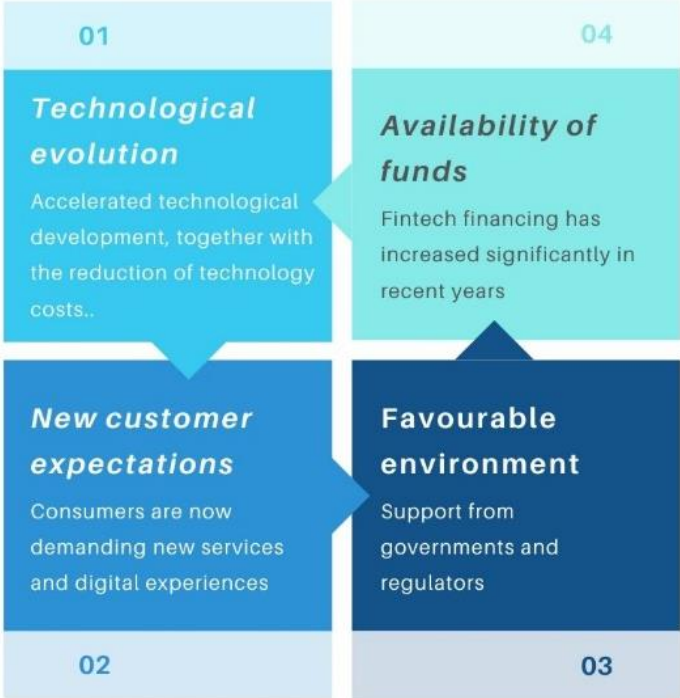 01
Technological
evolution
Accelerated technological
development, together with
the reduction of technology
costs..
New customer
expectations
Consumers are now
demanding new services
and digital experiences
02
Favourable
environment
Support from
governments and
regulators
03
04
Availability of
funds
Fintech financing has
increased significantly in
recent years